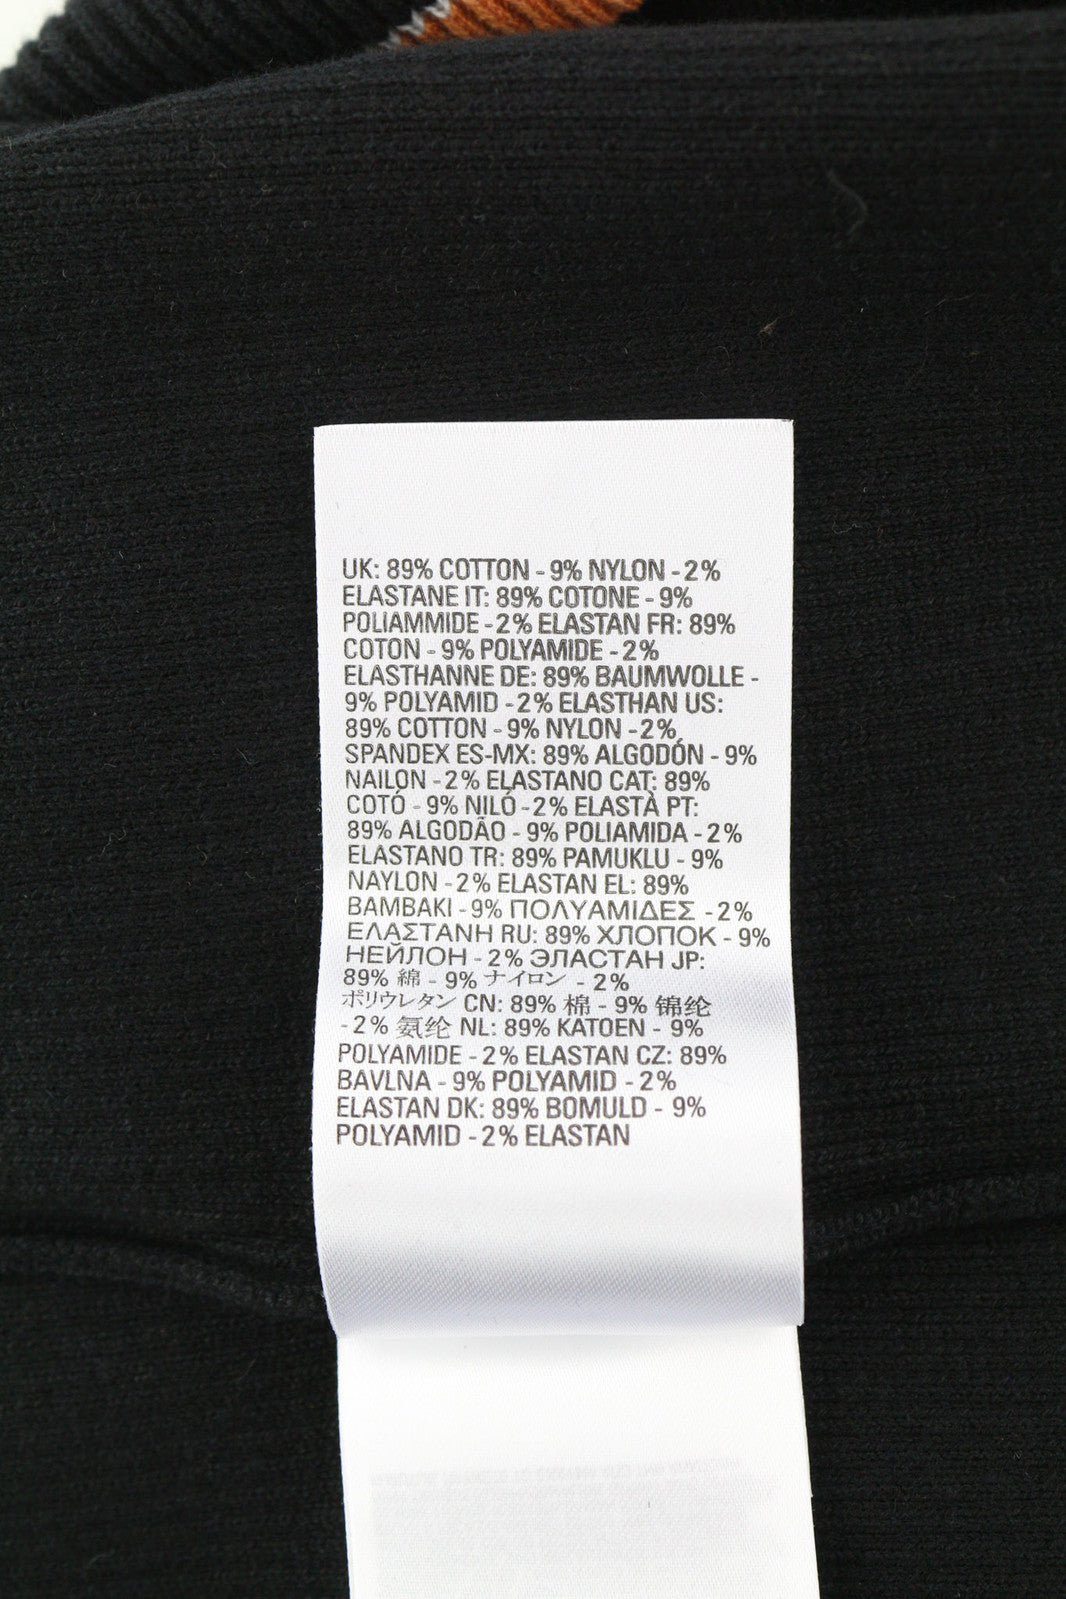 UK: 89% COTTON - 9% NYLON - 2%
ELASTANE IT: 89% COTONE - 9%
POLIAMMIDE - 2% ELASTAN FR: 89%
COTON - 9% POLYAMIDE - 2%
ELASTHANNE DE: 89% BAUMWOLLE -
9% POLYAMID - 2% ELASTHAN US:
89% COTTON - 9% NYLON - 2%
SPANDEX ES-MX: 89% ALGODÓN - 9%
NAILON - 2% ELASTANO CAT: 89%
COTÓ - 9% NILÓ - 2% ELASTÀ PT:
89% ALGODÃO - 9% POLIAMIDA - 2%
ELASTANO TR: 89% PAMUKLU - 9%
NAYLON - 2% ELASTAN EL: 89%
ΒΑΜΒΑΚΙ - 9% ΠΟΛΥΑΜΙΔΕΣ - 2%
ΕΛΑΣΤΑΝΗ RU: 89% ХЛОПОК - 9%
НЕЙЛОН - 2% ЭЛАСТАН JP:
89% 綿 - 9% ナイロン - 2%
ポリウレタン CN: 89% 棉 - 9% 锦纶
- 2% 氨纶 NL: 89% KATOEN - 9%
POLYAMIDE - 2% ELASTAN CZ: 89%
BAVLNA - 9% POLYAMID - 2%
ELASTAN DK: 89% BOMULD - 9%
POLYAMID - 2% ELASTAN